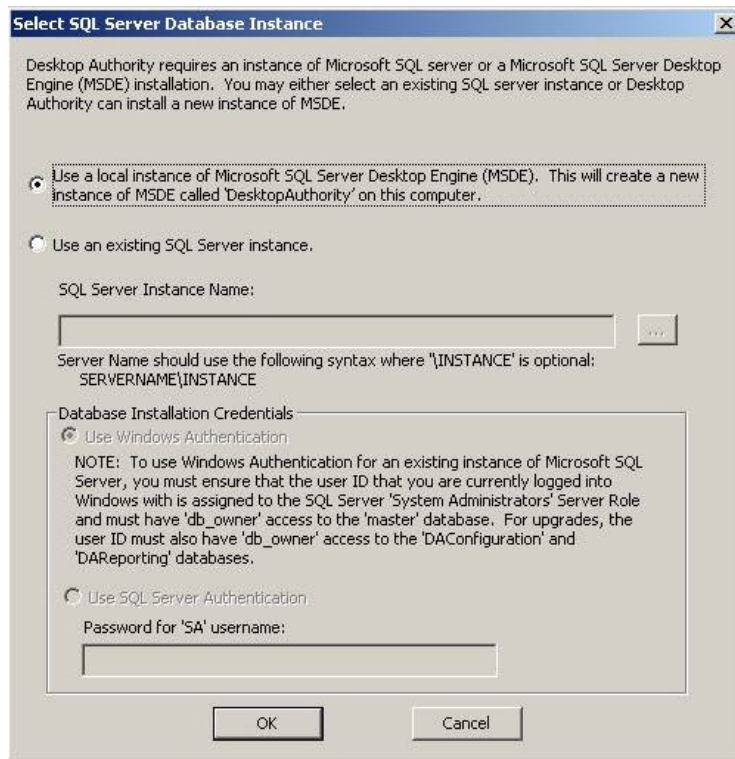 Select SQL Server Database Instance
Desktop Authority requires an instance of Microsoft SQL server or a Microsoft SQL Server Desktop
Engine (MSDE) installation. You may either select an existing SQL server instance or Desktop
Authority can install a new instance of MSDE.
Use a local instance of Microsoft SQL Server Desktop Engine (MSDE). This will create a new
instance of MSDE called 'DesktopAuthority' on this computer.
Use an existing SQL Server instance.
SQL Server Instance Name:
...
Server Name should use the following syntax where "\INSTANCE' is optional:
SERVERNAME\INSTANCE
Database Installation Credentials
Use Windows Authentication
NOTE: To use Windows Authentication for an existing instance of Microsoft SQL
Server, you must ensure that the user ID that you are currently logged into
Windows with is assigned to the SQL Server 'System Administrators' Server Role
and must have 'db_owner' access to the 'master' database. For upgrades, the
user ID must also have 'db_owner' access to the 'DAConfiguration' and
'DAReporting' databases.
Use SQL Server Authentication
Password for 'SA' username:
OK
Cancel